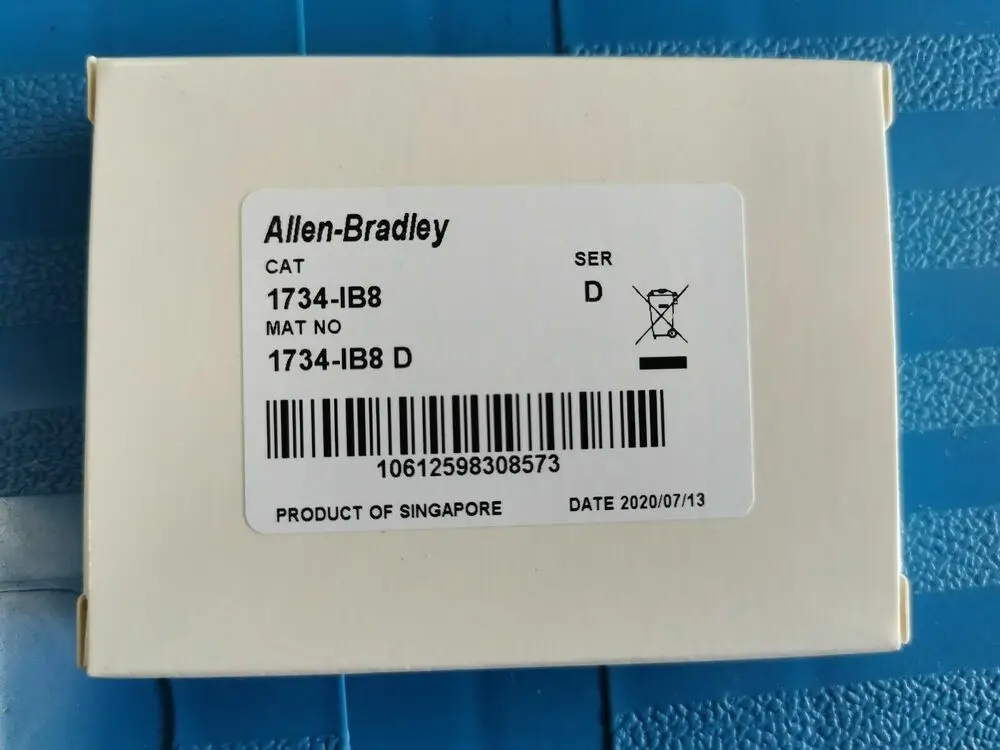 Allen-Bradley
CAT
SER
1734-IB8
D
MAT NO
1734-IB8 D
10612598308573
PRODUCT OF SINGAPORE
DATE 2020/07/13